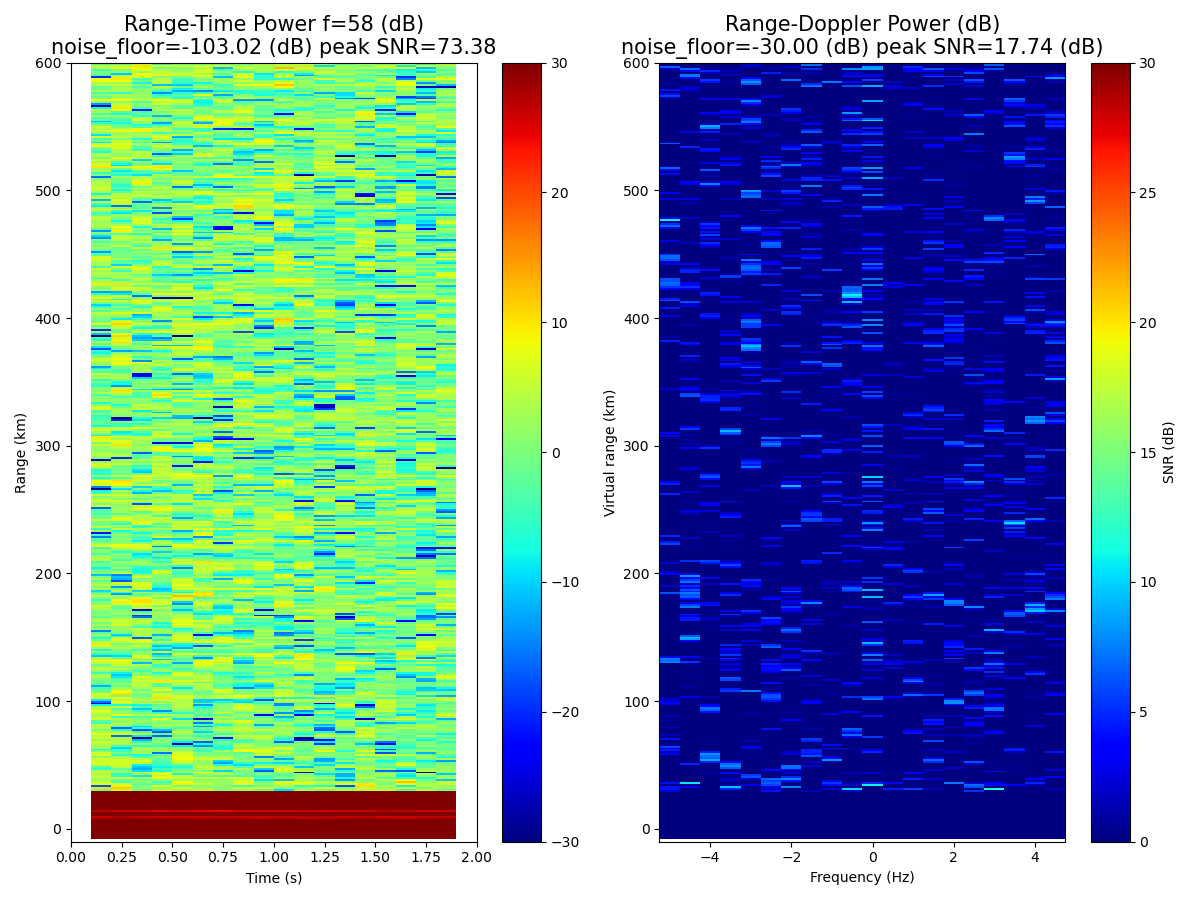 Range-Time Power f=58 (dB)
noise_floor=-103.02 (dB) peak SNR=73.38
600
500
400
300
200
100
0
Range (km)
0.00 0.25 0.50 0.75 1.00 1.25 1.50 1.75 2.00
Time (s)
30
20
10
0
−10
−20
−30
Range-Doppler Power (dB)
noise_floor=-30.00 (dB) peak SNR=17.74 (dB)
600
500
400
300
200
100
0
Virtual range (km)
−4 −2 0 2 4
Frequency (Hz)
30
25
20
15
10
5
0
SNR (dB)